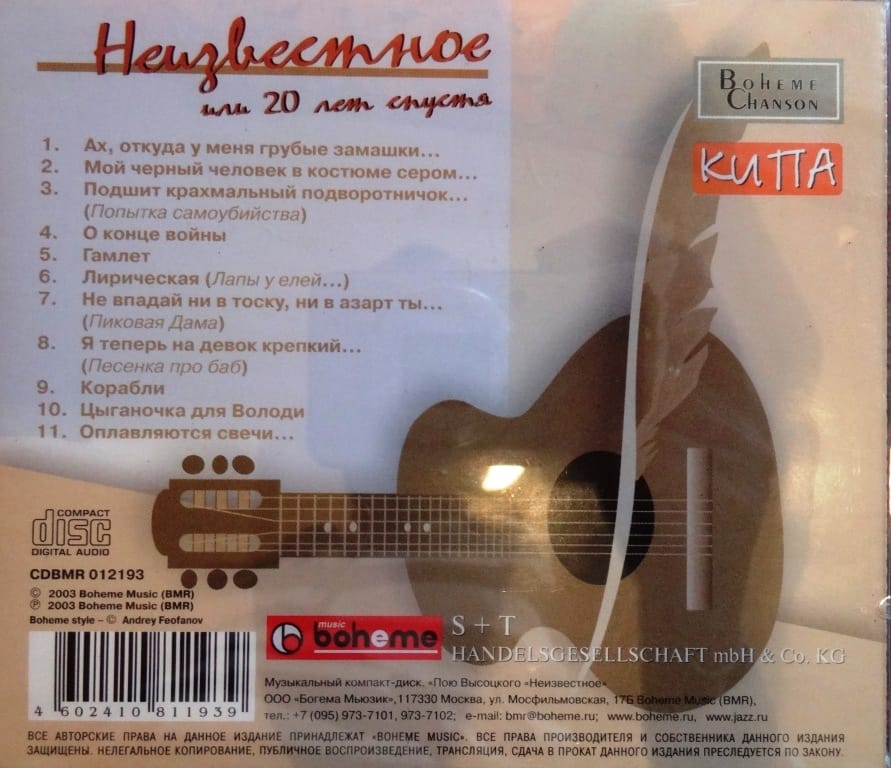 Неизвестное
или 20 лет спустя
BOHEME
CHANSON
КИПА
1. Ах, откуда у меня грубые замашки...
2. Мой черный человек в костюме сером...
3. Подшит крахмальный подворотничок...
(Попытка самоубийства)
4. О конце войны
5. Гамлет
6. Лирическая (Лапы у елей...)
7. Не впадай ни в тоску, ни в азарт ты...
(Пиковая Дама)
8. Я теперь на девок крепкий...
(Песенка про баб)
9. Корабли
10. Цыганочка для Володи
11. Оплавляются свечи...
COMPACT
disc
DIGITAL AUDIO
CDBMR 012193
© 2003 Boheme Music (BMR)
℗ 2003 Boheme Music (BMR)
Boheme style – © Andrey Feofanov
4 602410 811939
music
boheme
S + T
HANDELSGESELLSCHAFT mbH & Co. KG
Музыкальный компакт-диск. «Пою Высоцкого «Неизвестное»
ООО «Богема Мьюзик»,117330 Москва, ул. Мосфильмовская, 17Б Boheme Music (BMR),
тел.: +7 (095) 973-7101, 973-7102; e-mail: bmr@boheme.ru; www.boheme.ru, www.jazz.ru
ВСЕ АВТОРСКИЕ ПРАВА НА ДАННОЕ ИЗДАНИЕ ПРИНАДЛЕЖАТ «BOHEME MUSIC». ВСЕ ПРАВА ПРОИЗВОДИТЕЛЯ И СОБСТВЕННИКА ДАННОГО ИЗДАНИЯ
ЗАЩИЩЕНЫ. НЕЛЕГАЛЬНОЕ КОПИРОВАНИЕ, ПУБЛИЧНОЕ ВОСПРОИЗВЕДЕНИЕ, ТРАНСЛЯЦИЯ, СДАЧА В ПРОКАТ ДАННОГО ИЗДАНИЯ ПРЕСЛЕДУЕТСЯ ПО ЗАКОНУ.